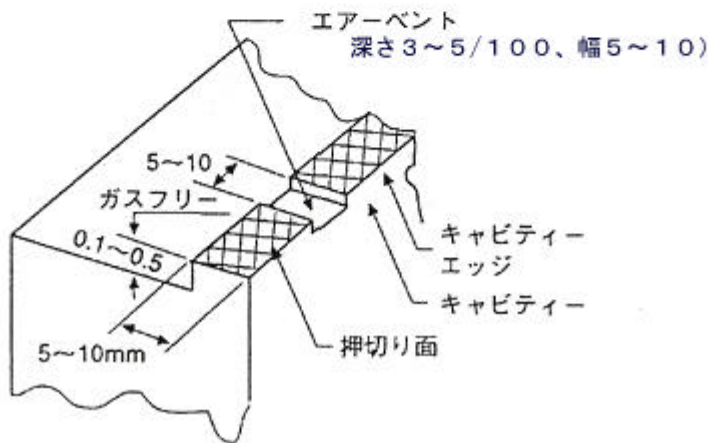 エアーベント
深さ3～5/100、幅5～10)
5～10
ガスフリー
0.1～0.5
キャビティー
エッジ
キャビティー
5～10mm
押切り面